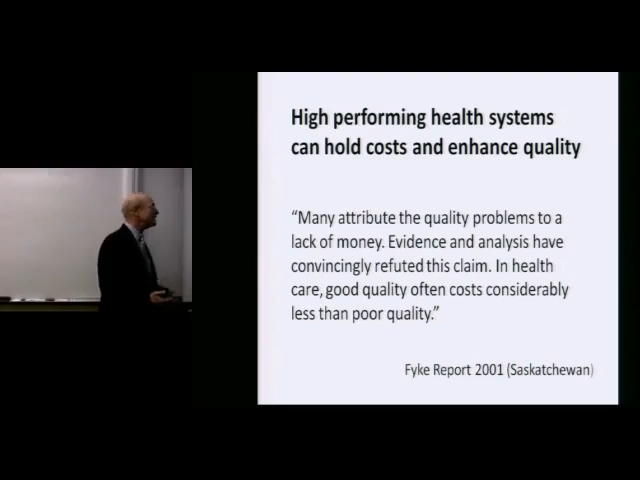 High performing health systems
can hold costs and enhance quality
“Many attribute the quality problems to a
lack of money. Evidence and analysis have
convincingly refuted this claim. In health
care, good quality often costs considerably
less than poor quality.”
Fyke Report 2001 (Saskatchewan)